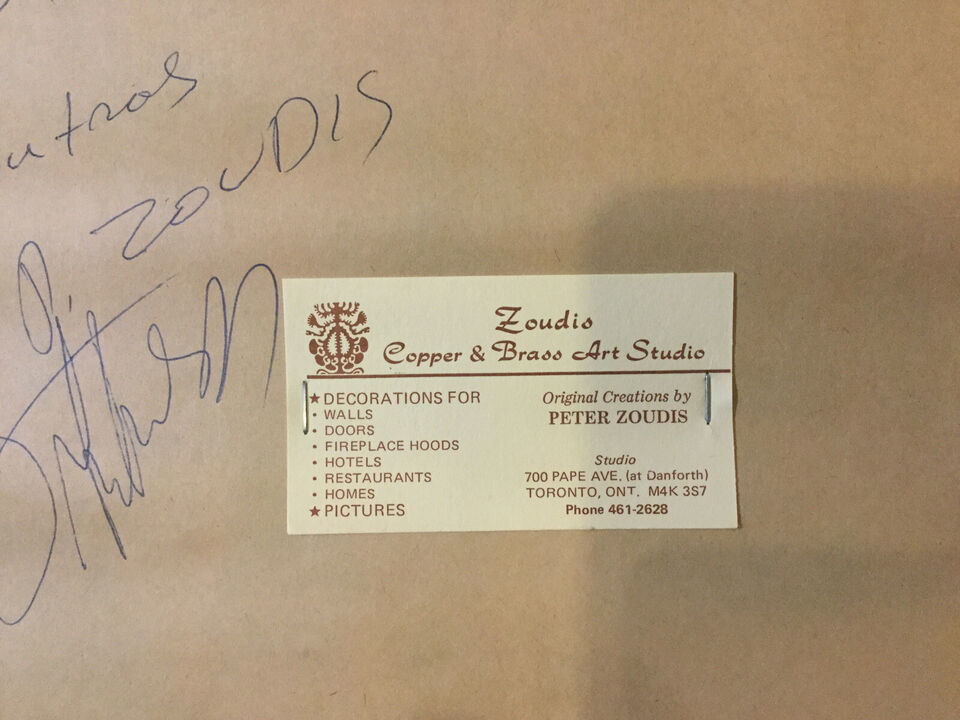 ZOUDIS
Zoudis
Copper & Brass Art Studio
★ DECORATIONS FOR
• WALLS
• DOORS
• FIREPLACE HOODS
• HOTELS
• RESTAURANTS
• HOMES
★ PICTURES
Original Creations by
PETER ZOUDIS
Studio
700 PAPE AVE. (at Danforth)
TORONTO, ONT. M4K 3S7
Phone 461-2628